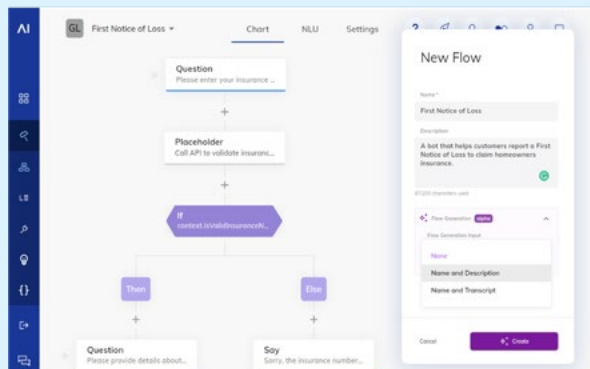 AI
GL First Notice of Loss
Chart NLU Settings
Question
Please enter your insurance ...
Placeholder
Call API to validate insuranc...
If
context.isValidInsuranceN...
Then
Else
Question
Please provide details about...
Say
Sorry, the insurance number...
New Flow
Name *
First Notice of Loss
Description
A bot that helps customers report a First
Notice of Loss to claim homeowners
insurance.
characters used
Flow Generation alpha
Flow Generation Input
None
Name and Description
Name and Transcript
Cancel
Create